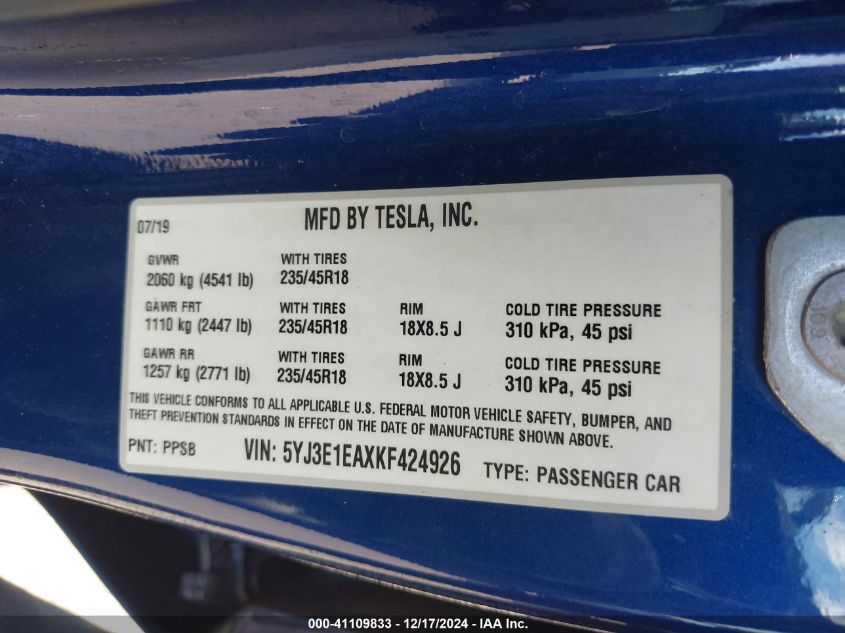 07/19 MFD BY TESLA, INC.
GVWR WITH TIRES
2060 kg (4541 lb) 235/45R18
GAWR FRT WITH TIRES RIM COLD TIRE PRESSURE
1110 kg (2447 lb) 235/45R18 18X8.5 J 310 kPa, 45 psi
GAWR RR WITH TIRES RIM COLD TIRE PRESSURE
1257 kg (2771 lb) 235/45R18 18X8.5 J 310 kPa, 45 psi
THIS VEHICLE CONFORMS TO ALL APPLICABLE U.S. FEDERAL MOTOR VEHICLE SAFETY, BUMPER, AND
THEFT PREVENTION STANDARDS IN EFFECT ON THE DATE OF MANUFACTURE SHOWN ABOVE.
PNT: PPSB VIN: 5YJ3E1EAXKF424926 TYPE: PASSENGER CAR
000-41109833 - 12/17/2024 - IAA Inc.